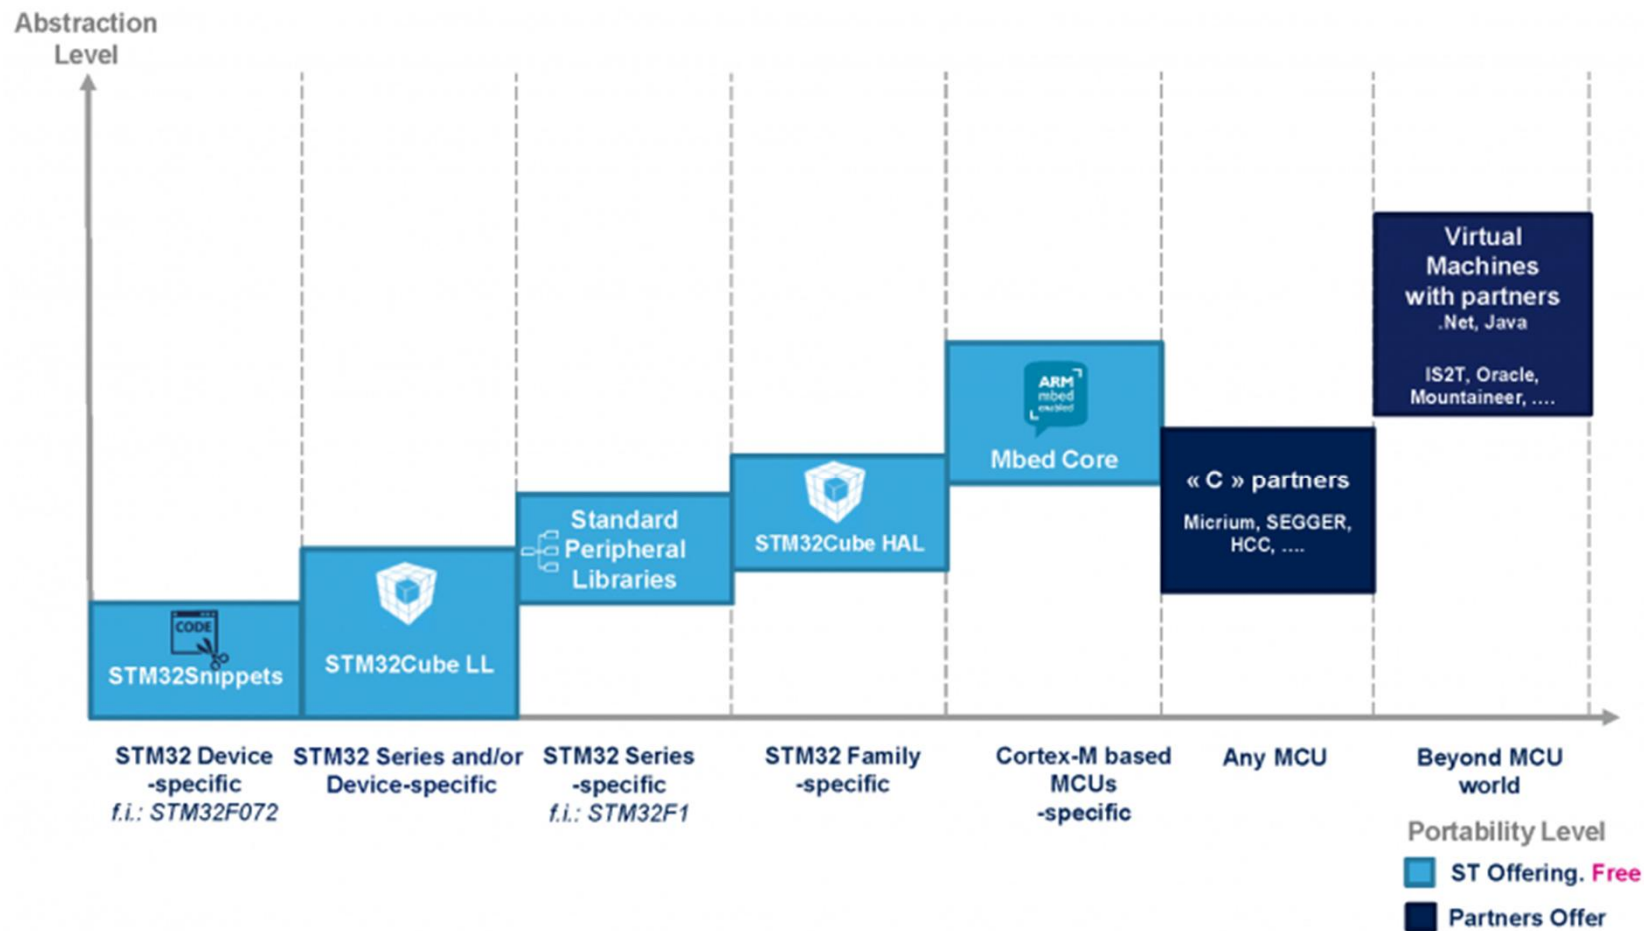 Abstraction
Level
Virtual
Machines
with partners
.Net, Java
IS2T, Oracle,
Mountaineer, ....
ARM
mbed
enabled
Mbed Core
« C » partners
Micrium, SEGGER,
HCC, ....
STM32Cube HAL
Standard
Peripheral
Libraries
STM32Cube LL
CODE
STM32Snippets
STM32 Device
-specific
f.i.: STM32F072
STM32 Series and/or
Device-specific
STM32 Series
-specific
f.i.: STM32F1
STM32 Family
-specific
Cortex-M based
MCUs
-specific
Any MCU
Beyond MCU
world
Portability Level
ST Offering. Free
Partners Offer